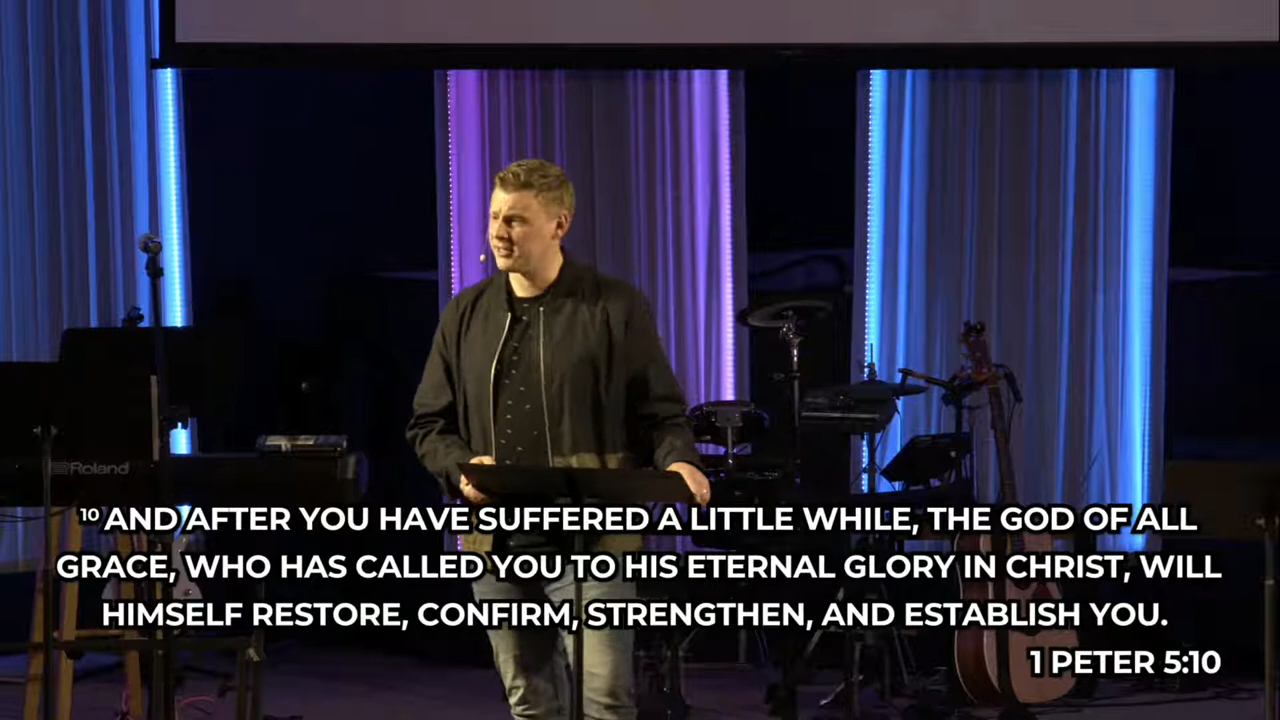 Roland
¹⁰ AND AFTER YOU HAVE SUFFERED A LITTLE WHILE, THE GOD OF ALL
GRACE, WHO HAS CALLED YOU TO HIS ETERNAL GLORY IN CHRIST, WILL
HIMSELF RESTORE, CONFIRM, STRENGTHEN, AND ESTABLISH YOU.
1 PETER 5:10